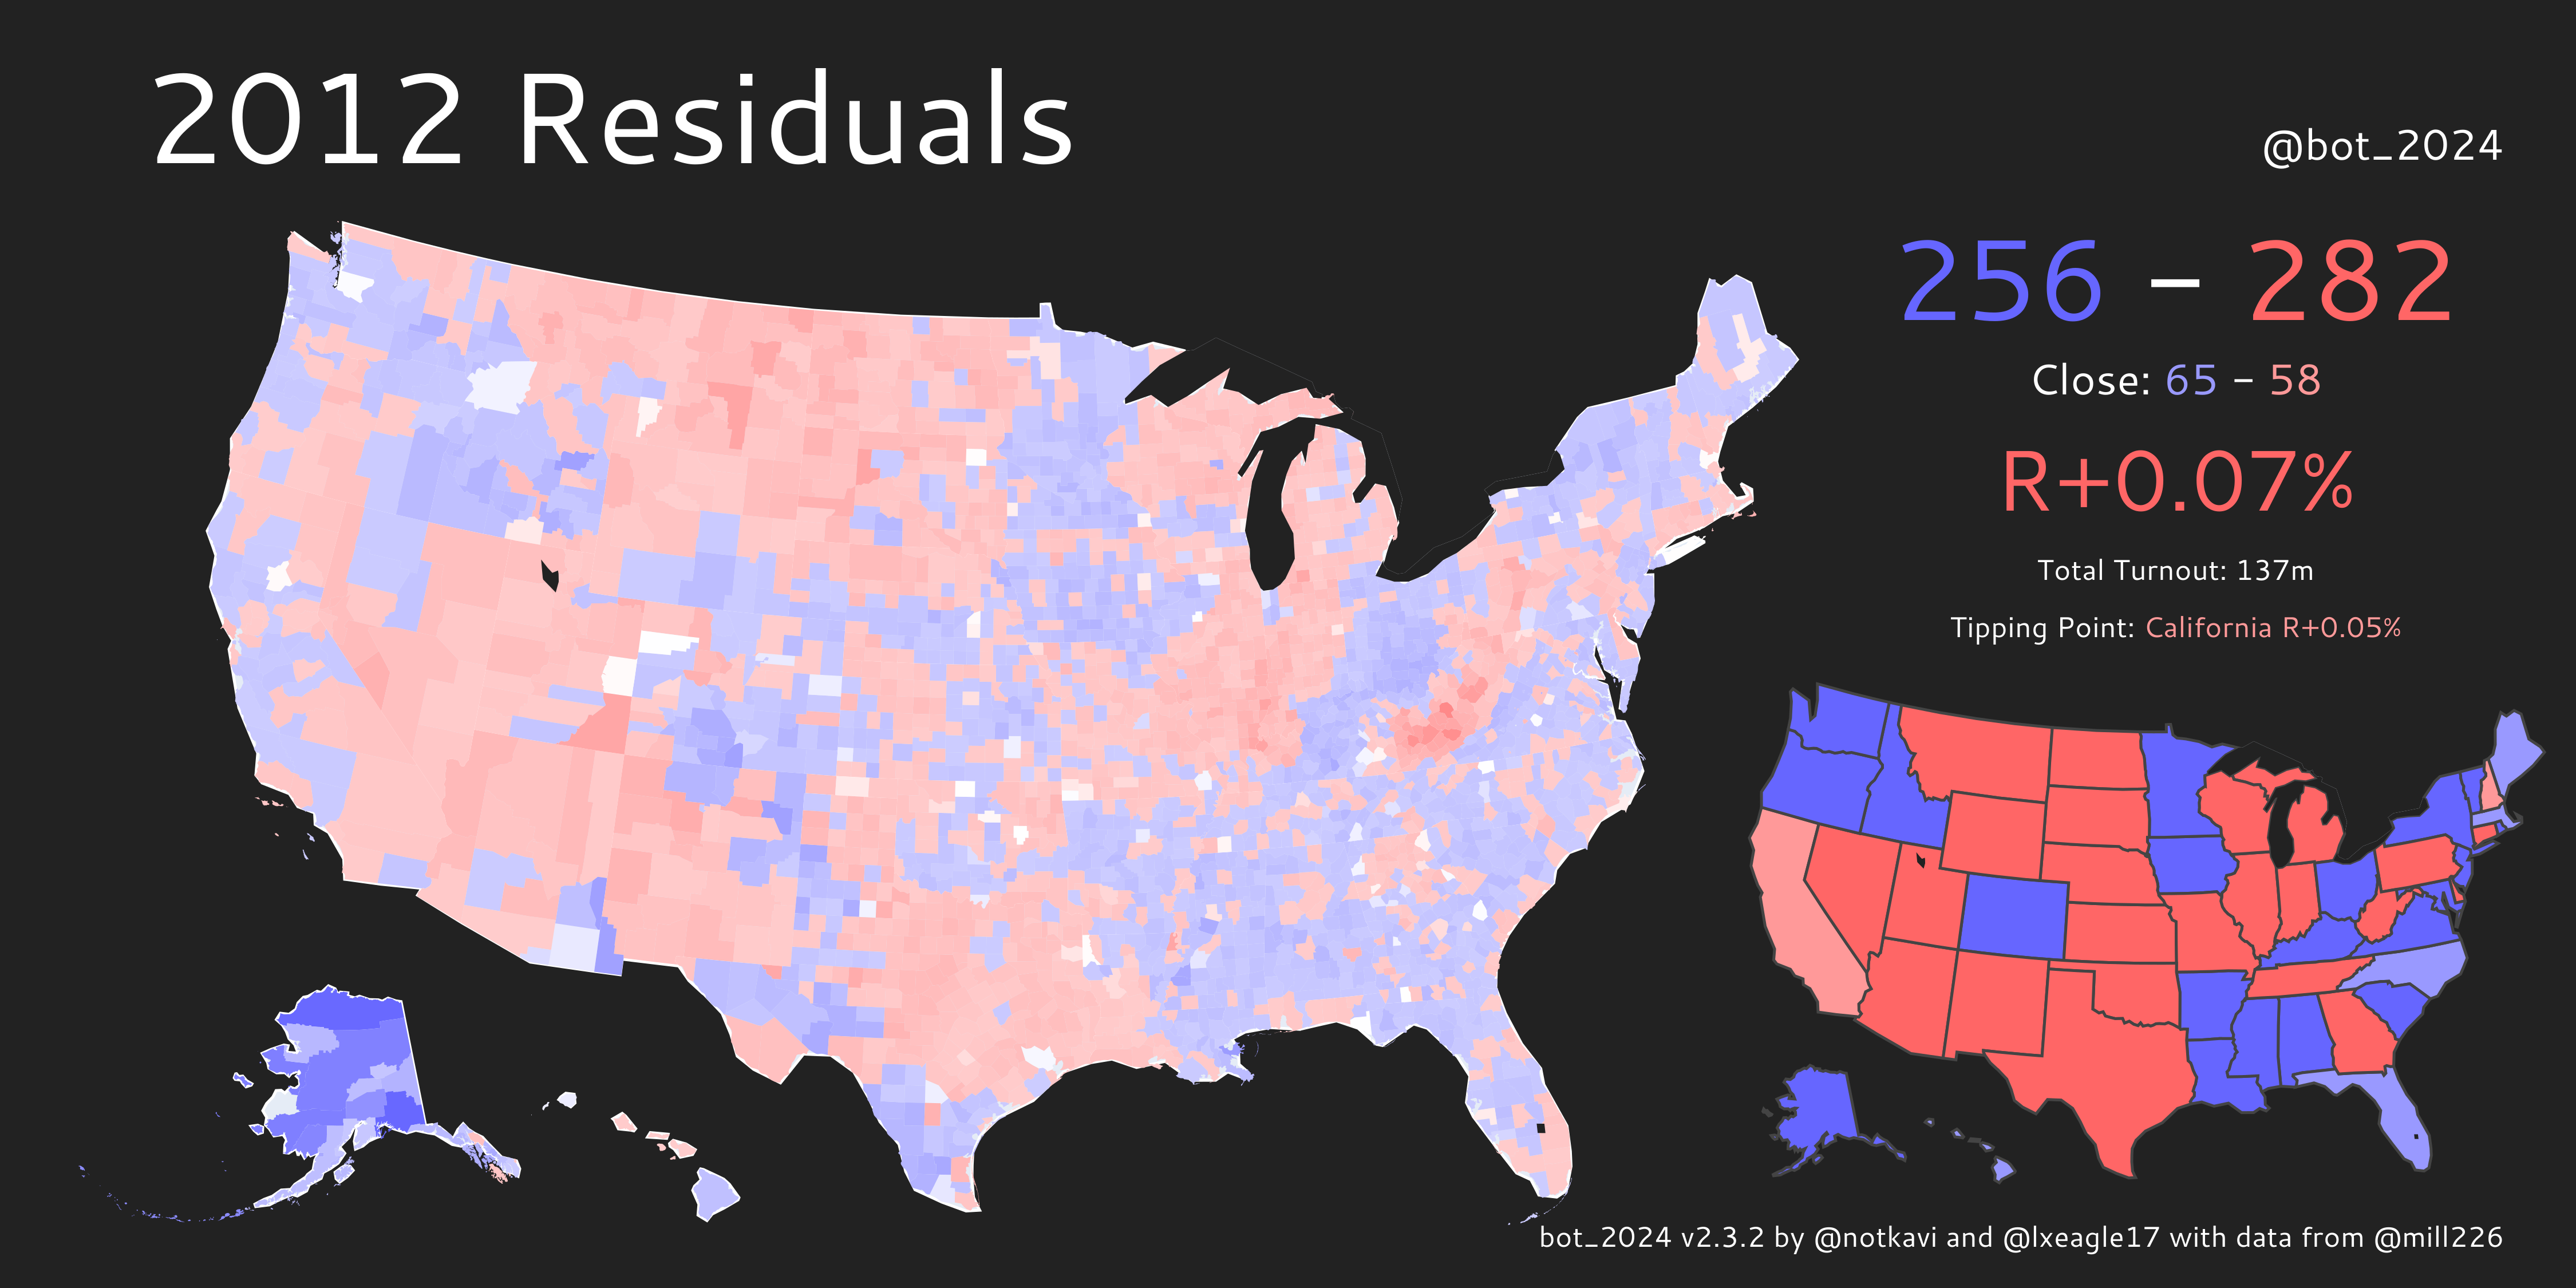 2012 Residuals
@bot_2024
256 – 282
Close: 65 – 58
R+0.07%
Total Turnout: 137m
Tipping Point: California R+0.05%
bot_2024 v2.3.2 by @notkavi and @lxeagle17 with data from @mill226